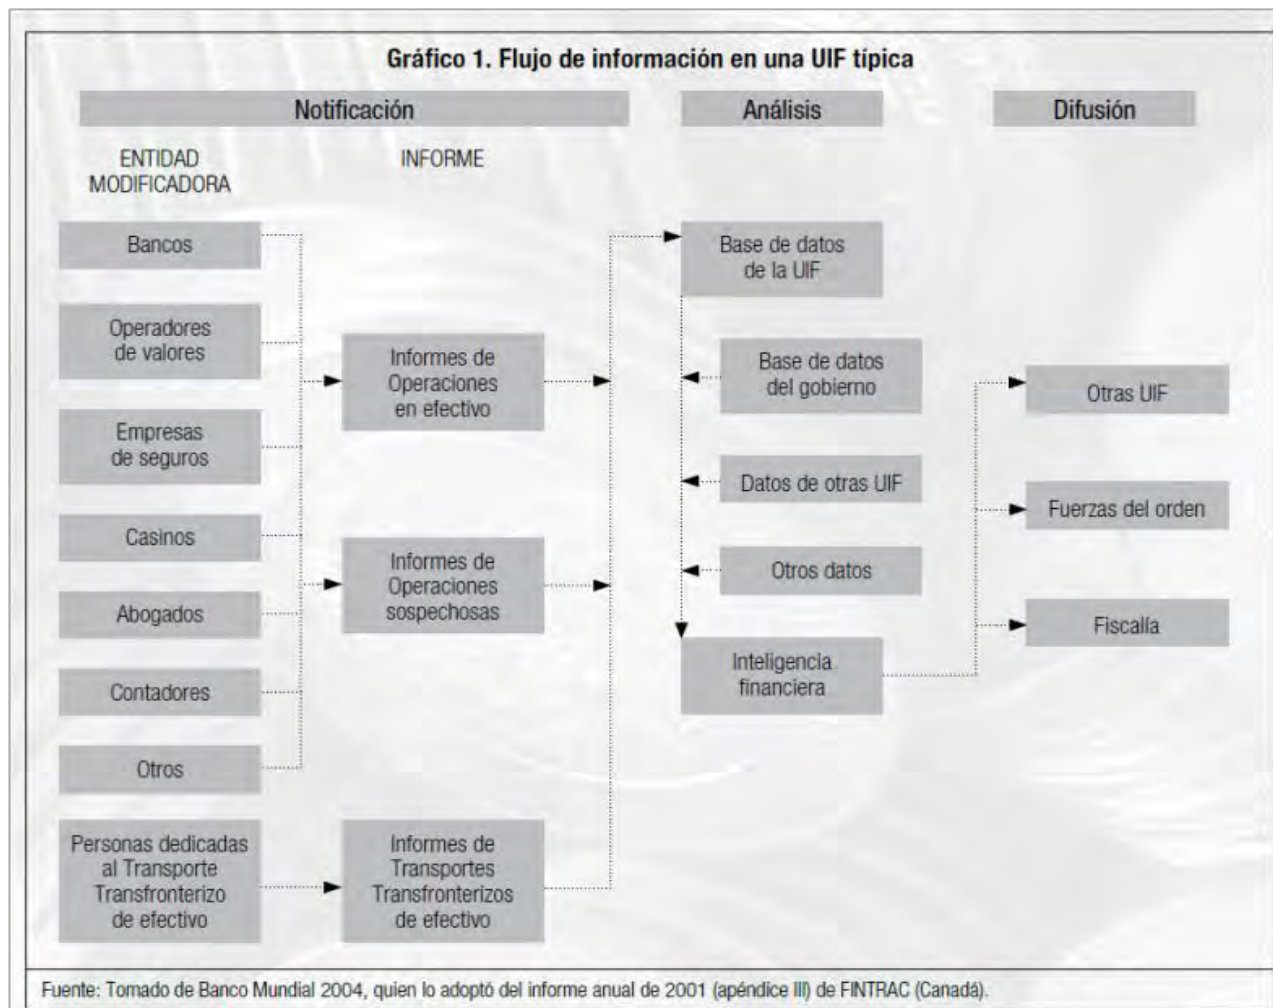 Gráfico 1. Flujo de información en una UIF típica
Notificación
Análisis
Difusión
ENTIDAD
MODIFICADORA
INFORME
Bancos
Operadores
de valores
Empresas
de seguros
Casinos
Abogados
Contadores
Otros
Personas dedicadas
al Transporte
Transfronterizo
de efectivo
Informes de
Operaciones
en efectivo
Informes de
Operaciones
sospechosas
Informes de
Transportes
Transfronterizos
de efectivo
Base de datos
de la UIF
Base de datos
del gobierno
Datos de otras UIF
Otros datos
Inteligencia
financiera
Otras UIF
Fuerzas del orden
Fiscalía
Fuente: Tomado de Banco Mundial 2004, quien lo adoptó del informe anual de 2001 (apéndice III) de FINTRAC (Canadá).